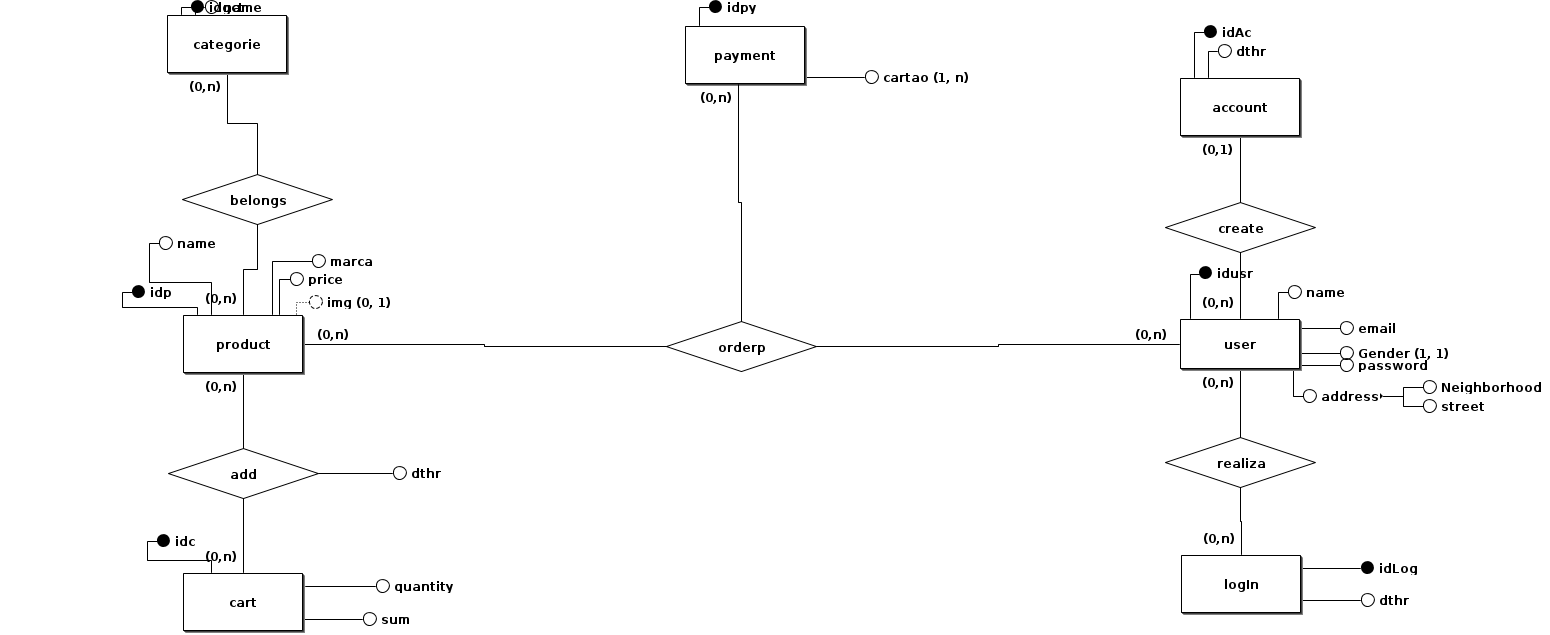 name
categorie
(0,n)
belongs
name
idp
(0,n)
marca
price
img (0, 1)
product
(0,n)
(0,n)
add
dthr
idc
(0,n)
cart
quantity
sum
idpy
payment
cartao (1, n)
(0,n)
orderp
idAc
dthr
account
(0,1)
create
idusr
(0,n)
name
(0,n)
user
email
Gender (1, 1)
password
(0,n)
address
Neighborhood
street
realiza
(0,n)
logIn
idLog
dthr